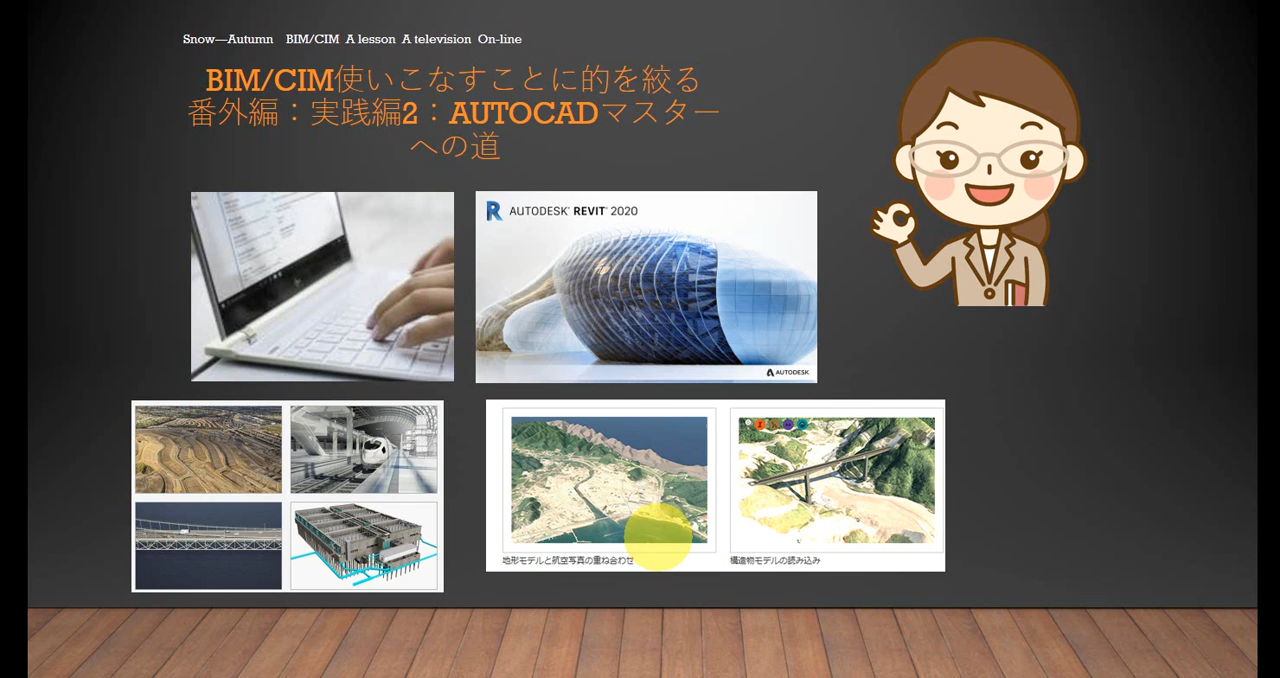 Snow—Autumn BIM/CIM A lesson A television On-line
BIM/CIM使いこなすことに的を絞る
番外編：実践編2：AUTOCADマスター
への道
AUTODESK® REVIT® 2020
AUTODESK
地形モデルと航空写真の重ね合わせ
構造物モデルの読み込み